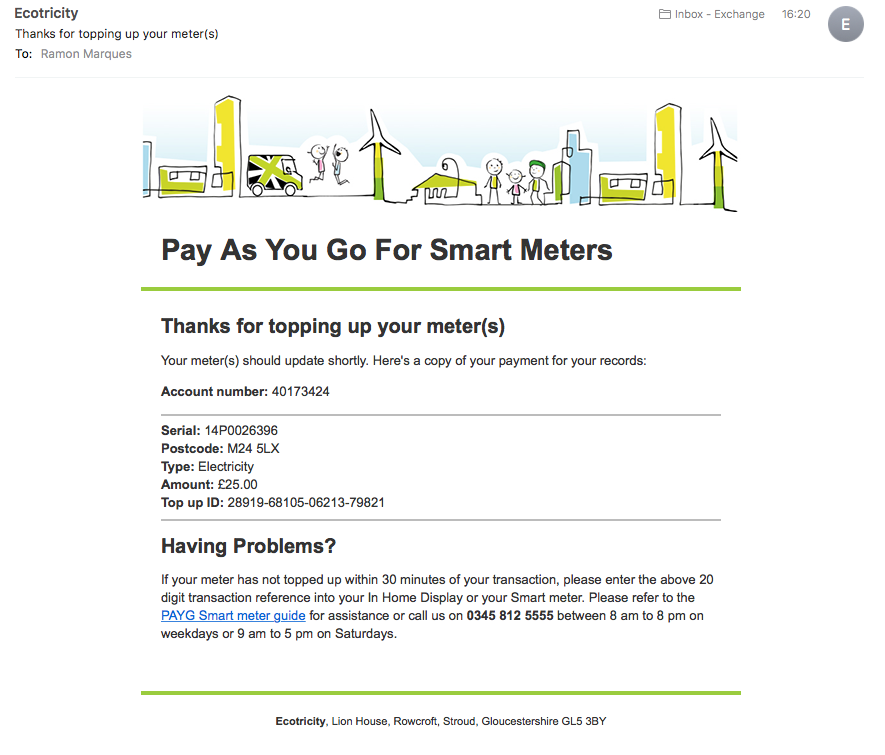 Ecotricity
Inbox - Exchange 16:20
E
Thanks for topping up your meter(s)
To: Ramon Marques
Pay As You Go For Smart Meters
Thanks for topping up your meter(s)
Your meter(s) should update shortly. Here's a copy of your payment for your records:
Account number: 40173424
Serial: 14P0026396
Postcode: M24 5LX
Type: Electricity
Amount: £25.00
Top up ID: 28919-68105-06213-79821
Having Problems?
If your meter has not topped up within 30 minutes of your transaction, please enter the above 20
digit transaction reference into your In Home Display or your Smart meter. Please refer to the
PAYG Smart meter guide for assistance or call us on 0345 812 5555 between 8 am to 8 pm on
weekdays or 9 am to 5 pm on Saturdays.
Ecotricity, Lion House, Rowcroft, Stroud, Gloucestershire GL5 3BY